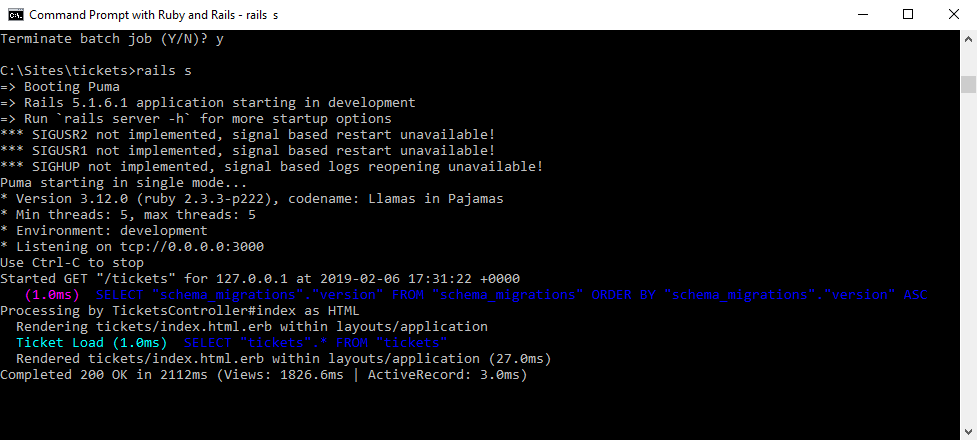 Command Prompt with Ruby and Rails - rails s
Terminate batch job (Y/N)? y
C:\Sites\tickets>rails s
=> Booting Puma
=> Rails 5.1.6.1 application starting in development
=> Run `rails server -h` for more startup options
*** SIGUSR2 not implemented, signal based restart unavailable!
*** SIGUSR1 not implemented, signal based restart unavailable!
*** SIGHUP not implemented, signal based logs reopening unavailable!
Puma starting in single mode...
* Version 3.12.0 (ruby 2.3.3-p222), codename: Llamas in Pajamas
* Min threads: 5, max threads: 5
* Environment: development
* Listening on tcp://0.0.0.0:3000
Use Ctrl-C to stop
Started GET "/tickets" for 127.0.0.1 at 2019-02-06 17:31:22 +0000
(1.0ms) SELECT "schema_migrations"."version" FROM "schema_migrations" ORDER BY "schema_migrations"."version" ASC
Processing by TicketsController#index as HTML
Rendering tickets/index.html.erb within layouts/application
Ticket Load (1.0ms) SELECT "tickets".* FROM "tickets"
Rendered tickets/index.html.erb within layouts/application (27.0ms)
Completed 200 OK in 2112ms (Views: 1826.6ms | ActiveRecord: 3.0ms)